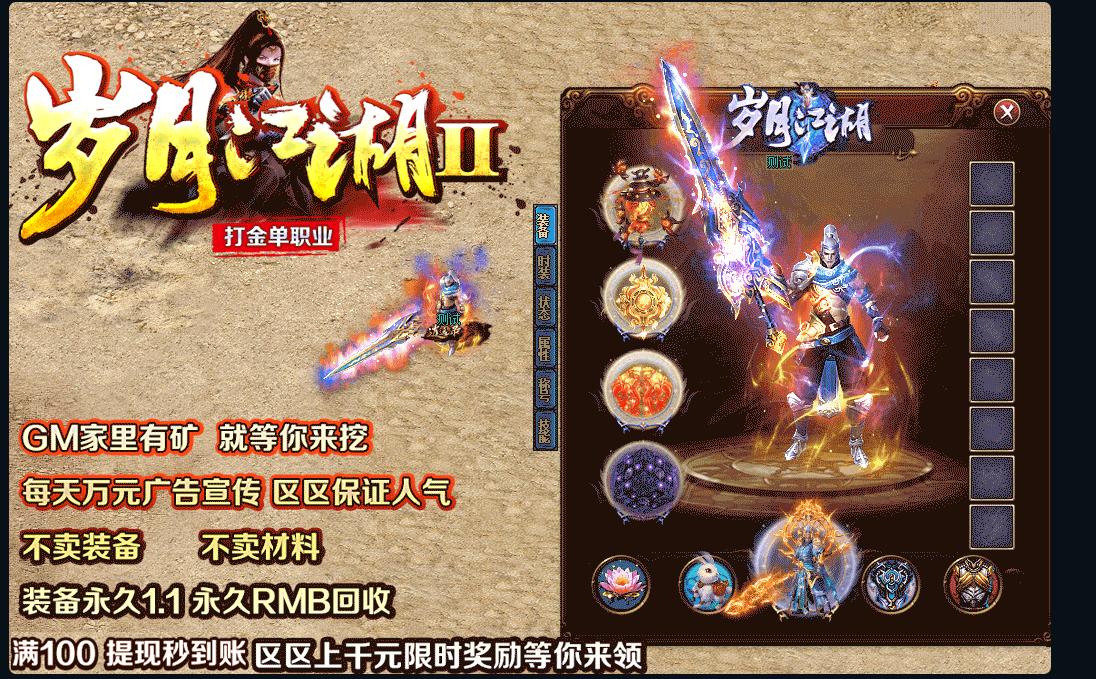 岁月江湖II
打金单职业
测试
GM家里有矿 就等你来挖
每天万元广告宣传 区区保证人气
不卖装备 不卖材料
装备永久1.1 永久RMB回收
满100 提现秒到账 区区上千元限时奖励等你来领
岁月江湖
测试
装备
时装
状态
属性
称号
技能